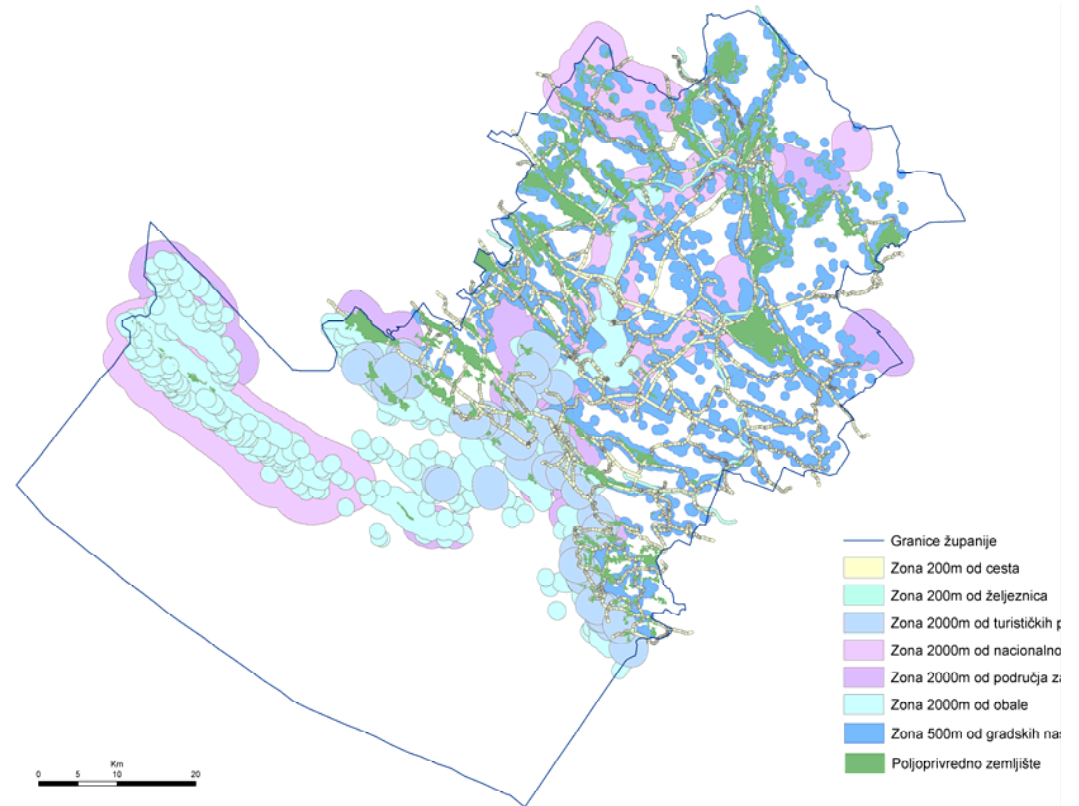 Granice županije
Zona 200m od cesta
Zona 200m od željeznica
Zona 2000m od turističkih
Zona 2000m od nacionalno
Zona 2000m od područja
Zona 2000m od obale
Zona 500m od gradskih
Poljoprivredno zemljište
Km
0 5 10 20